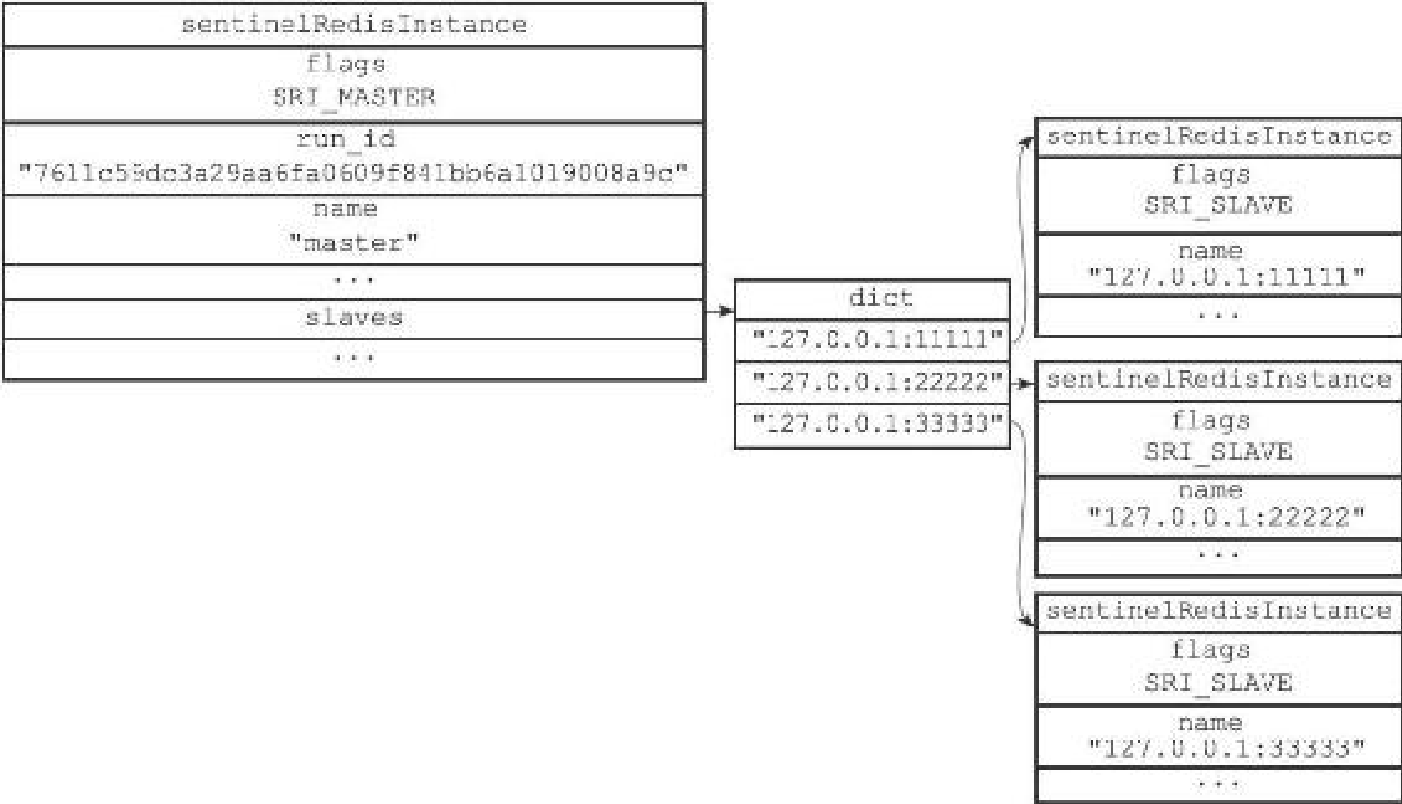 sentinelRedisInstance
flags
SRI_MASTER
run_id
"7611c59dc3a29aa6fa0609f841bb6a1019008a9c"
name
"master"
...
slaves
...
dict
"127.0.0.1:11111"
"127.0.0.1:22222"
"127.0.0.1:33333"
sentinelRedisInstance
flags
SRI_SLAVE
name
"127.0.0.1:11111"
...
sentinelRedisInstance
flags
SRI_SLAVE
name
"127.0.0.1:22222"
...
sentinelRedisInstance
flags
SRI_SLAVE
name
"127.0.0.1:33333"
...